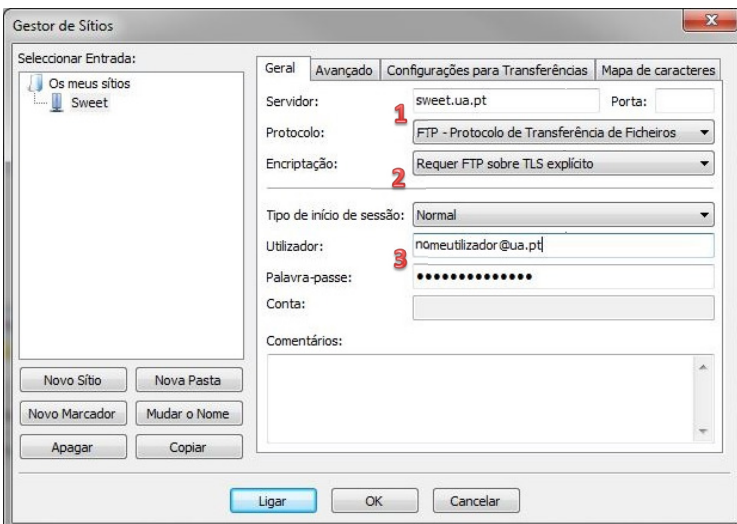 Gestor de Sítios
Seleccionar Entrada:
Os meus sítios
Sweet
Novo Sítio Nova Pasta
Novo Marcador Mudar o Nome
Apagar Copiar
Geral Avançado Configurações para Transferências Mapa de caracteres
Servidor: sweet.ua.pt Porta:
1
Protocolo: FTP - Protocolo de Transferência de Ficheiros
Encriptação: Requer FTP sobre TLS explícito
2
Tipo de início de sessão: Normal
Utilizador: nomeutilizador@ua.pt
3
Palavra-passe: ●●●●●●●●●●●●●●
Conta:
Comentários:
Ligar OK Cancelar